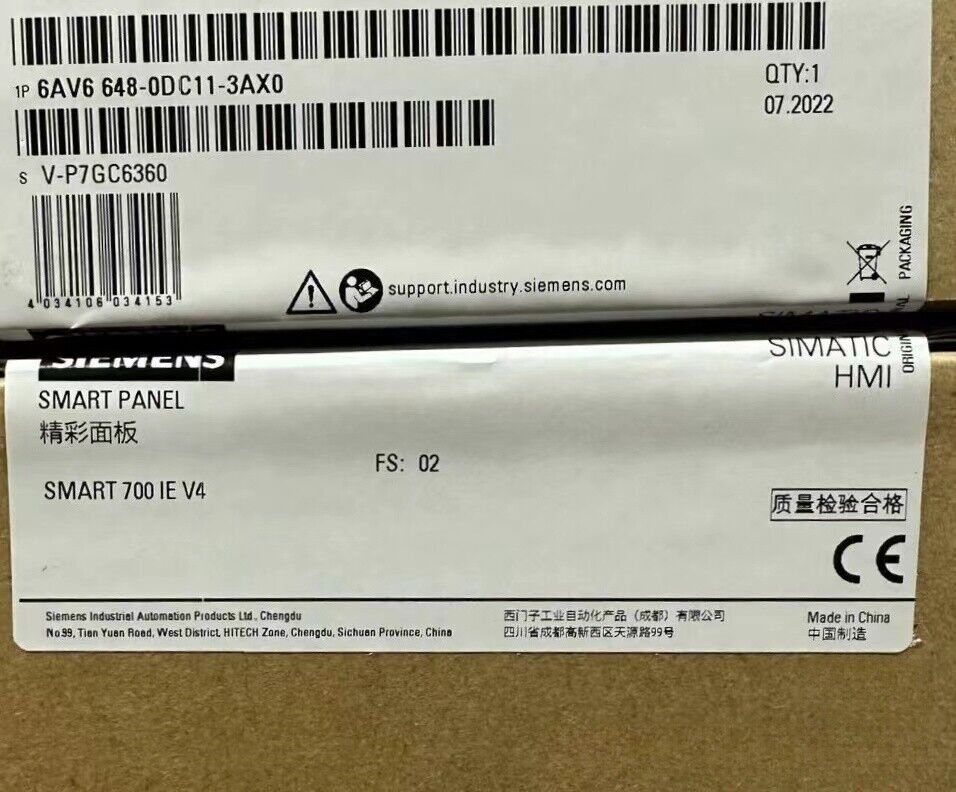 1P 6AV6 648-0DC11-3AX0
QTY:1
07.2022
S V-P7GC6360
4 034106 034153
support.industry.siemens.com
PACKAGING
SIEMENS
SIMATIC
HMI
SMART PANEL
精彩面板
FS: 02
SMART 700 IE V4
质量检验合格
CE
Siemens Industrial Automation Products Ltd., Chengdu
No.99, Tian Yuan Road, West District, HITECH Zone, Chengdu, Sichuan Province, China
西门子工业自动化产品（成都）有限公司
四川省成都高新西区天源路99号
Made in China
中国制造